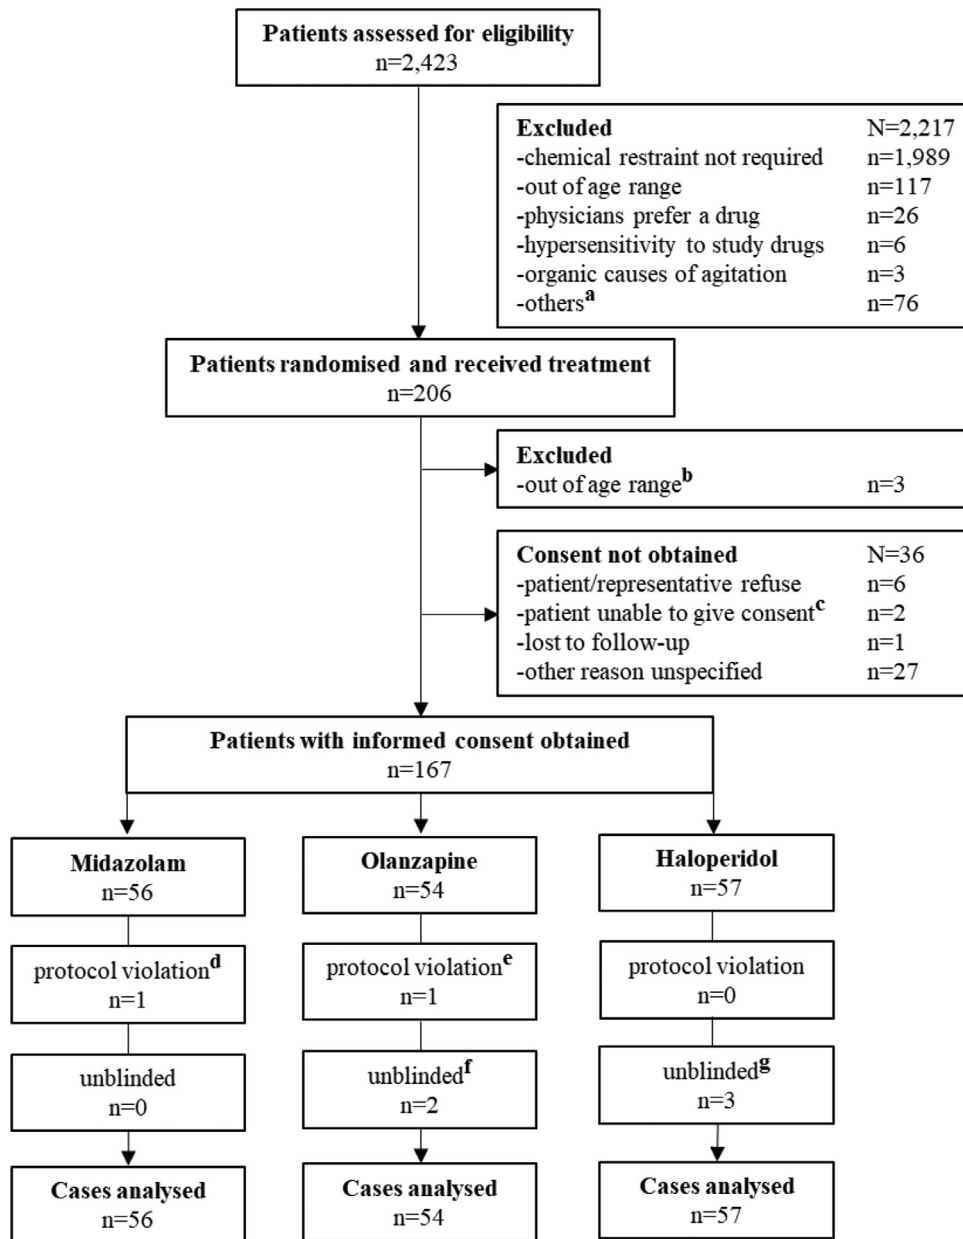 Patients assessed for eligibility
n=2,423
Excluded N=2,217
-chemical restraint not required n=1,989
-out of age range n=117
-physicians prefer a drug n=26
-hypersensitivity to study drugs n=6
-organic causes of agitation n=3
-othersa n=76
Patients randomised and received treatment
n=206
Excluded
-out of age rangeb n=3
Consent not obtained N=36
-patient/representative refuse n=6
-patient unable to give consentc n=2
-lost to follow-up n=1
-other reason unspecified n=27
Patients with informed consent obtained
n=167
Midazolam
n=56
Olanzapine
n=54
Haloperidol
n=57
protocol violationd
n=1
protocol violatione
n=1
protocol violation
n=0
unblinded
n=0
unblindedf
n=2
unblindedg
n=3
Cases analysed
n=56
Cases analysed
n=54
Cases analysed
n=57